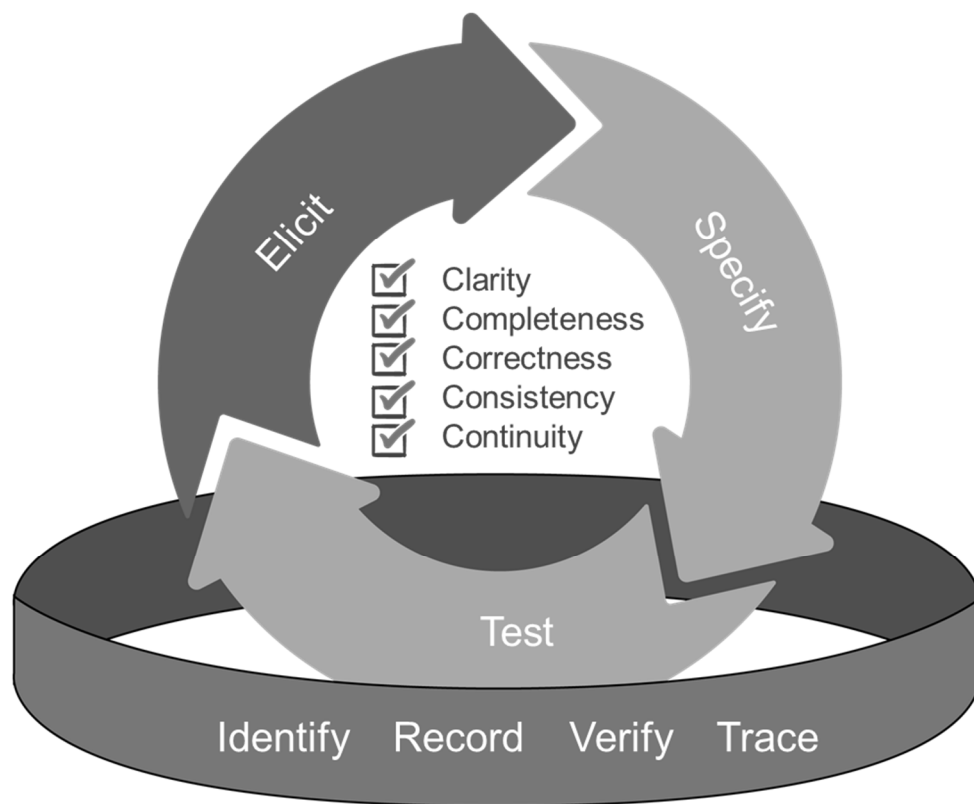 Elicit
Specify
Clarity
Completeness
Correctness
Consistency
Continuity
Test
Identify Record Verify Trace